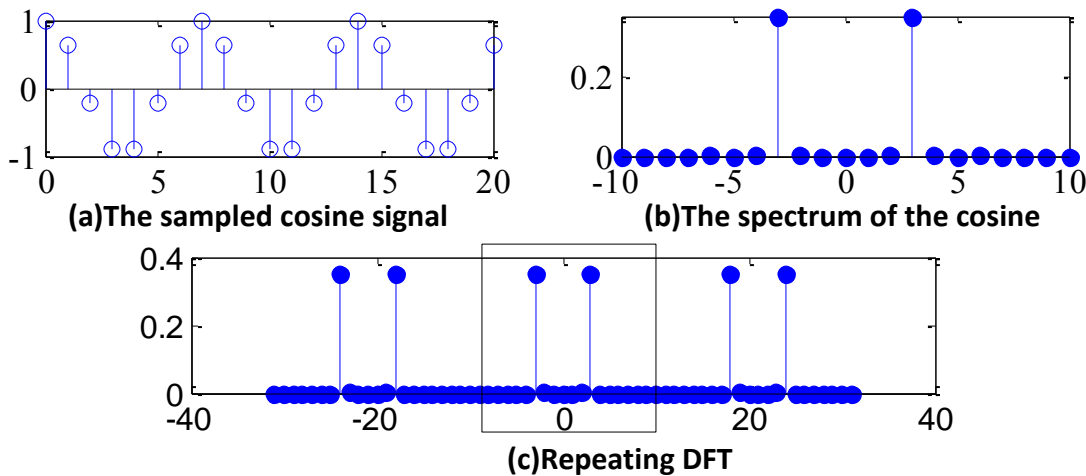 1
0
-1
0 5 10 15 20
(a)The sampled cosine signal
0.2
0
-10 -5 0 5 10
(b)The spectrum of the cosine
0.4
0.2
0
-40 -20 0 20 40
(c)Repeating DFT